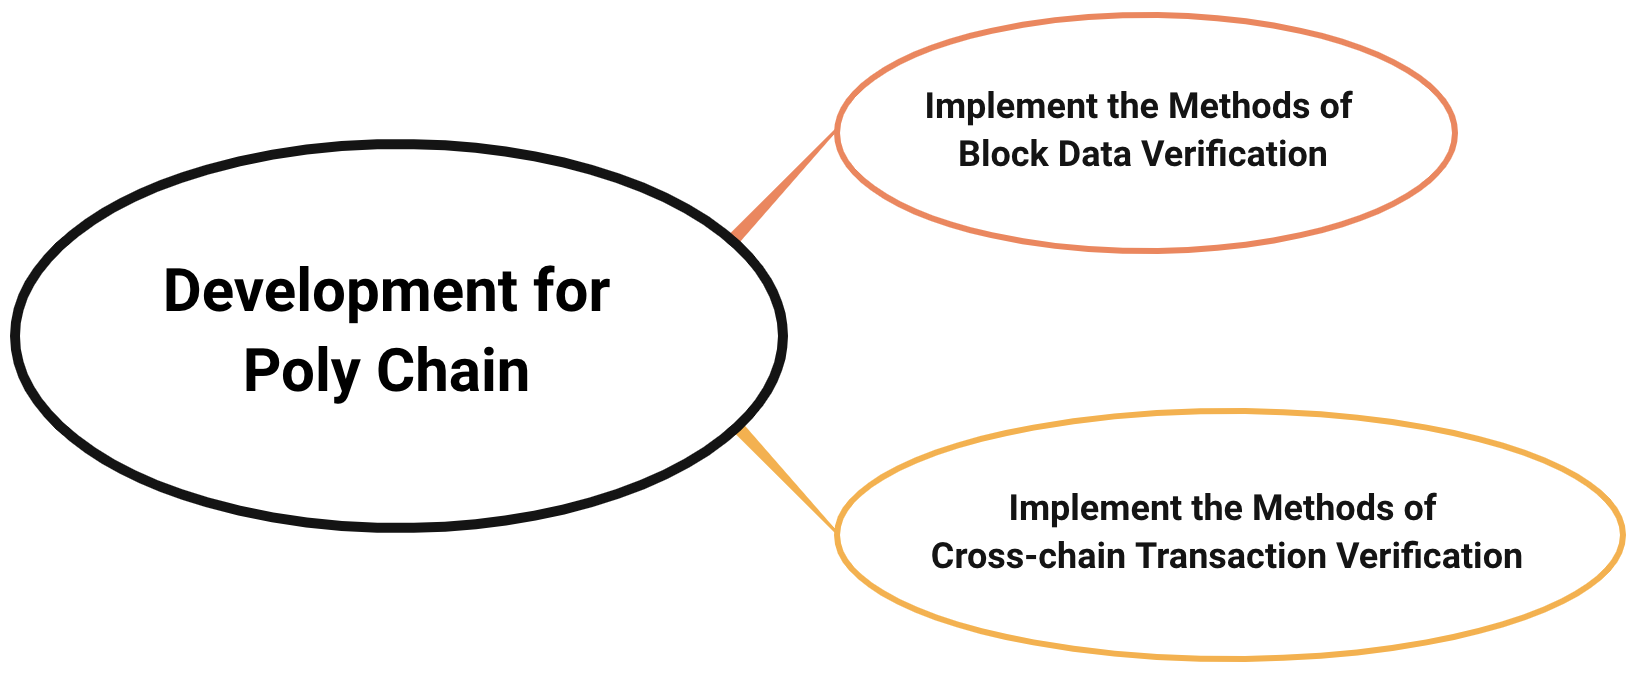 Development for
Poly Chain
Implement the Methods of
Block Data Verification
Implement the Methods of
Cross-chain Transaction Verification